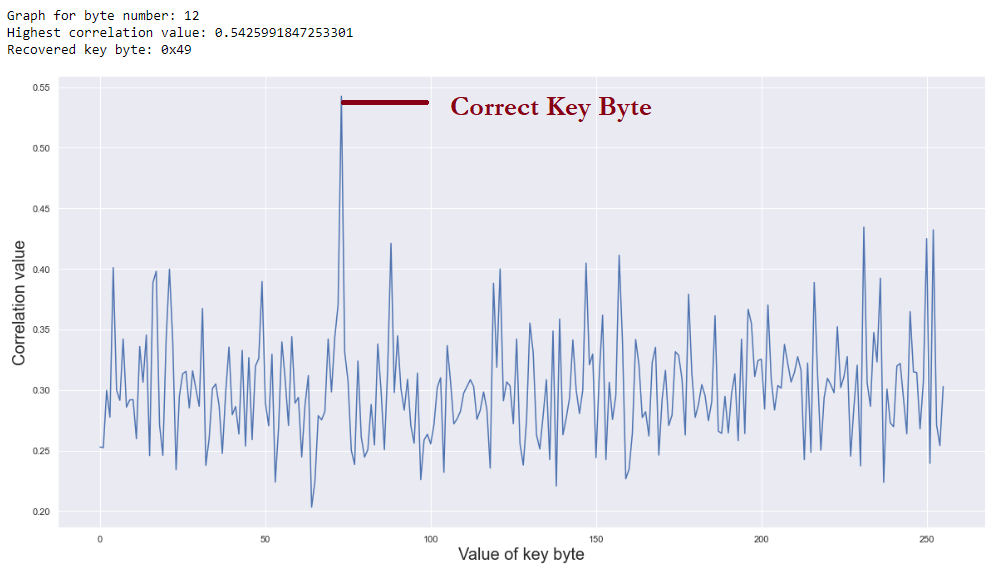 Graph for byte number: 12
Highest correlation value: 0.5425991847253301
Recovered key byte: 0x49
Correct Key Byte
Correlation value
0.55
0.50
0.45
0.40
0.35
0.30
0.25
0.20
0 50 100 150 200 250
Value of key byte